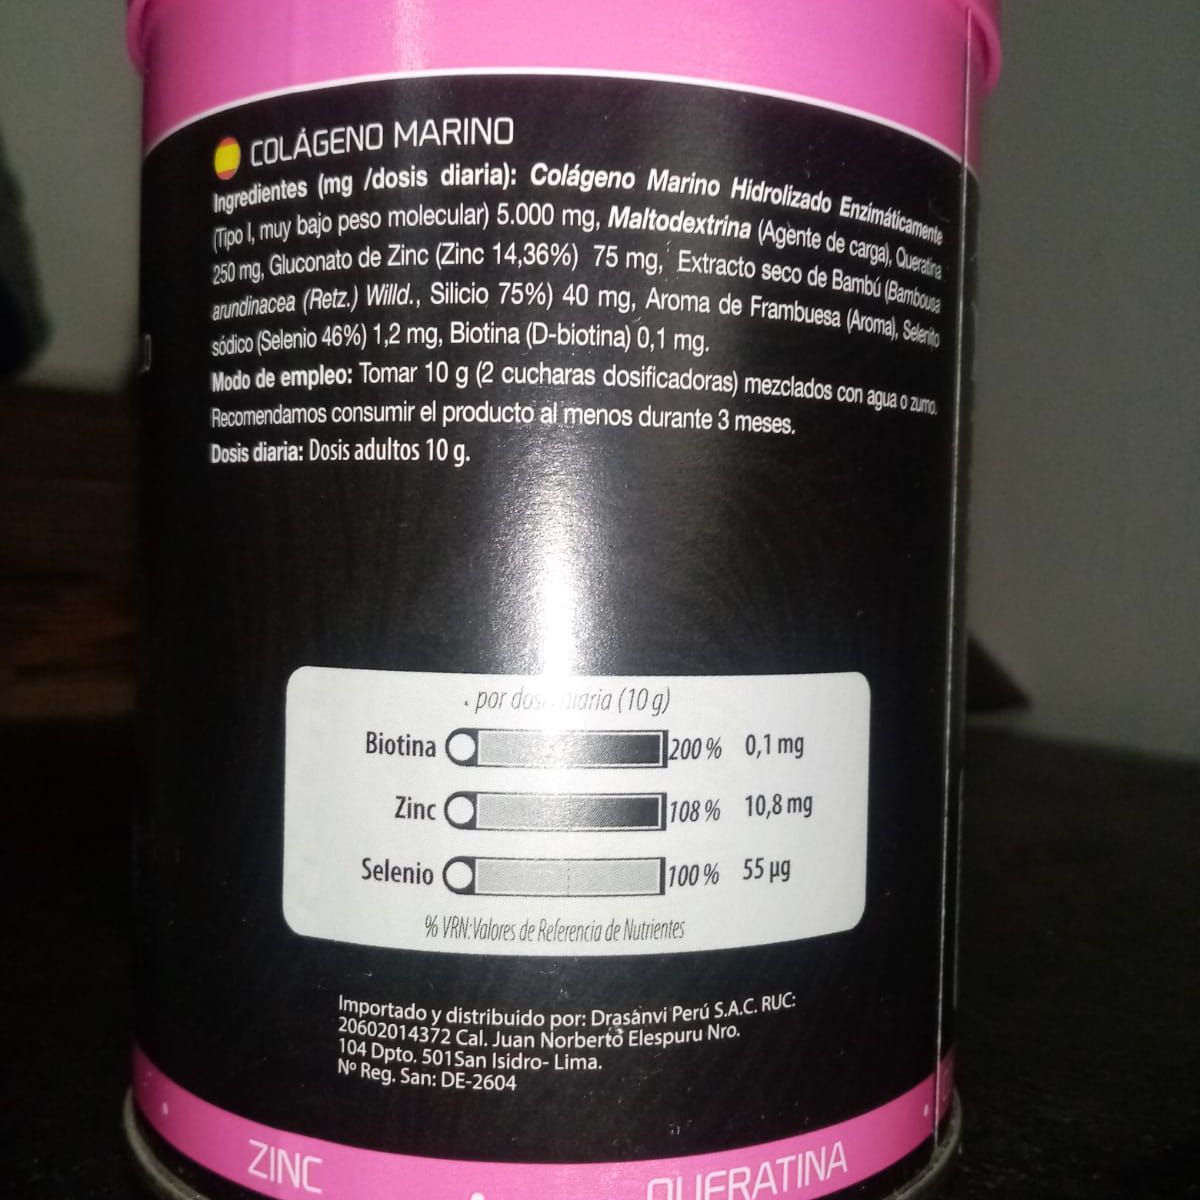 COLÁGENO MARINO
Ingredientes (mg /dosis diaria): Colágeno Marino Hidrolizado Enzimáticamente
(Tipo I, muy bajo peso molecular) 5.000 mg, Maltodextrina (Agente de carga), Queratina
250 mg, Gluconato de Zinc (Zinc 14,36%) 75 mg, Extracto seco de Bambú (Bambousa
arundinacea (Retz.) Willd., Silicio 75%) 40 mg, Aroma de Frambuesa (Aroma), Selenito
sódico (Selenio 46%) 1,2 mg, Biotina (D-biotina) 0,1 mg.
Modo de empleo: Tomar 10 g (2 cucharas dosificadoras) mezclados con agua o zumo.
Recomendamos consumir el producto al menos durante 3 meses.
Dosis diaria: Dosis adultos 10 g.
por dosis diaria (10 g)
Biotina 200 % 0,1 mg
Zinc 108 % 10,8 mg
Selenio 100 % 55 µg
% VRN:Valores de Referencia de Nutrientes
Importado y distribuido por: Drasanvi Perú S.A.C. RUC:
20602014372 Cal. Juan Norberto Elespuru Nro.
104 Dpto. 501San Isidro- Lima.
Nº Reg. San: DE-2604
ZINC QUERATINA